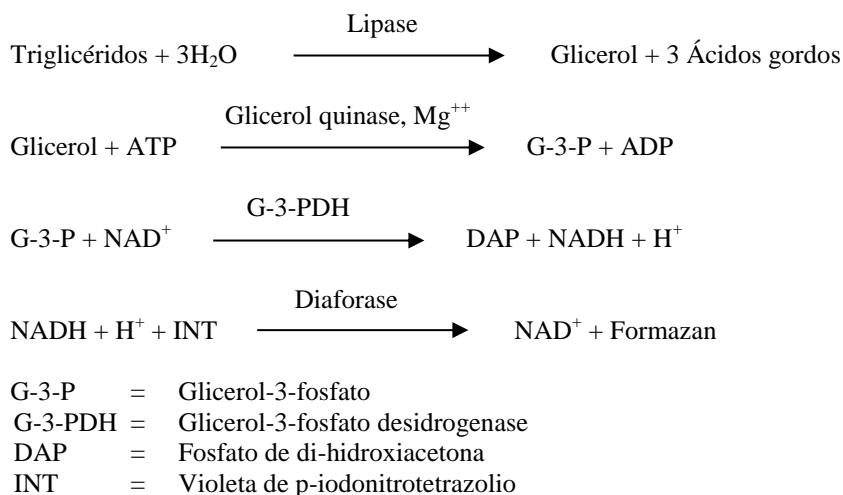 Lipase
Triglicéridos + 3H₂O Glicerol + 3 Ácidos gordos
Glicerol quinase, Mg⁺⁺
Glicerol + ATP G-3-P + ADP
G-3-PDH
G-3-P + NAD⁺ DAP + NADH + H⁺
Diaforase
NADH + H⁺ + INT NAD⁺ + Formazan
G-3-P = Glicerol-3-fosfato
G-3-PDH = Glicerol-3-fosfato desidrogenase
DAP = Fosfato de di-hidroxiacetona
INT = Violeta de p-iodonitrotetrazolio